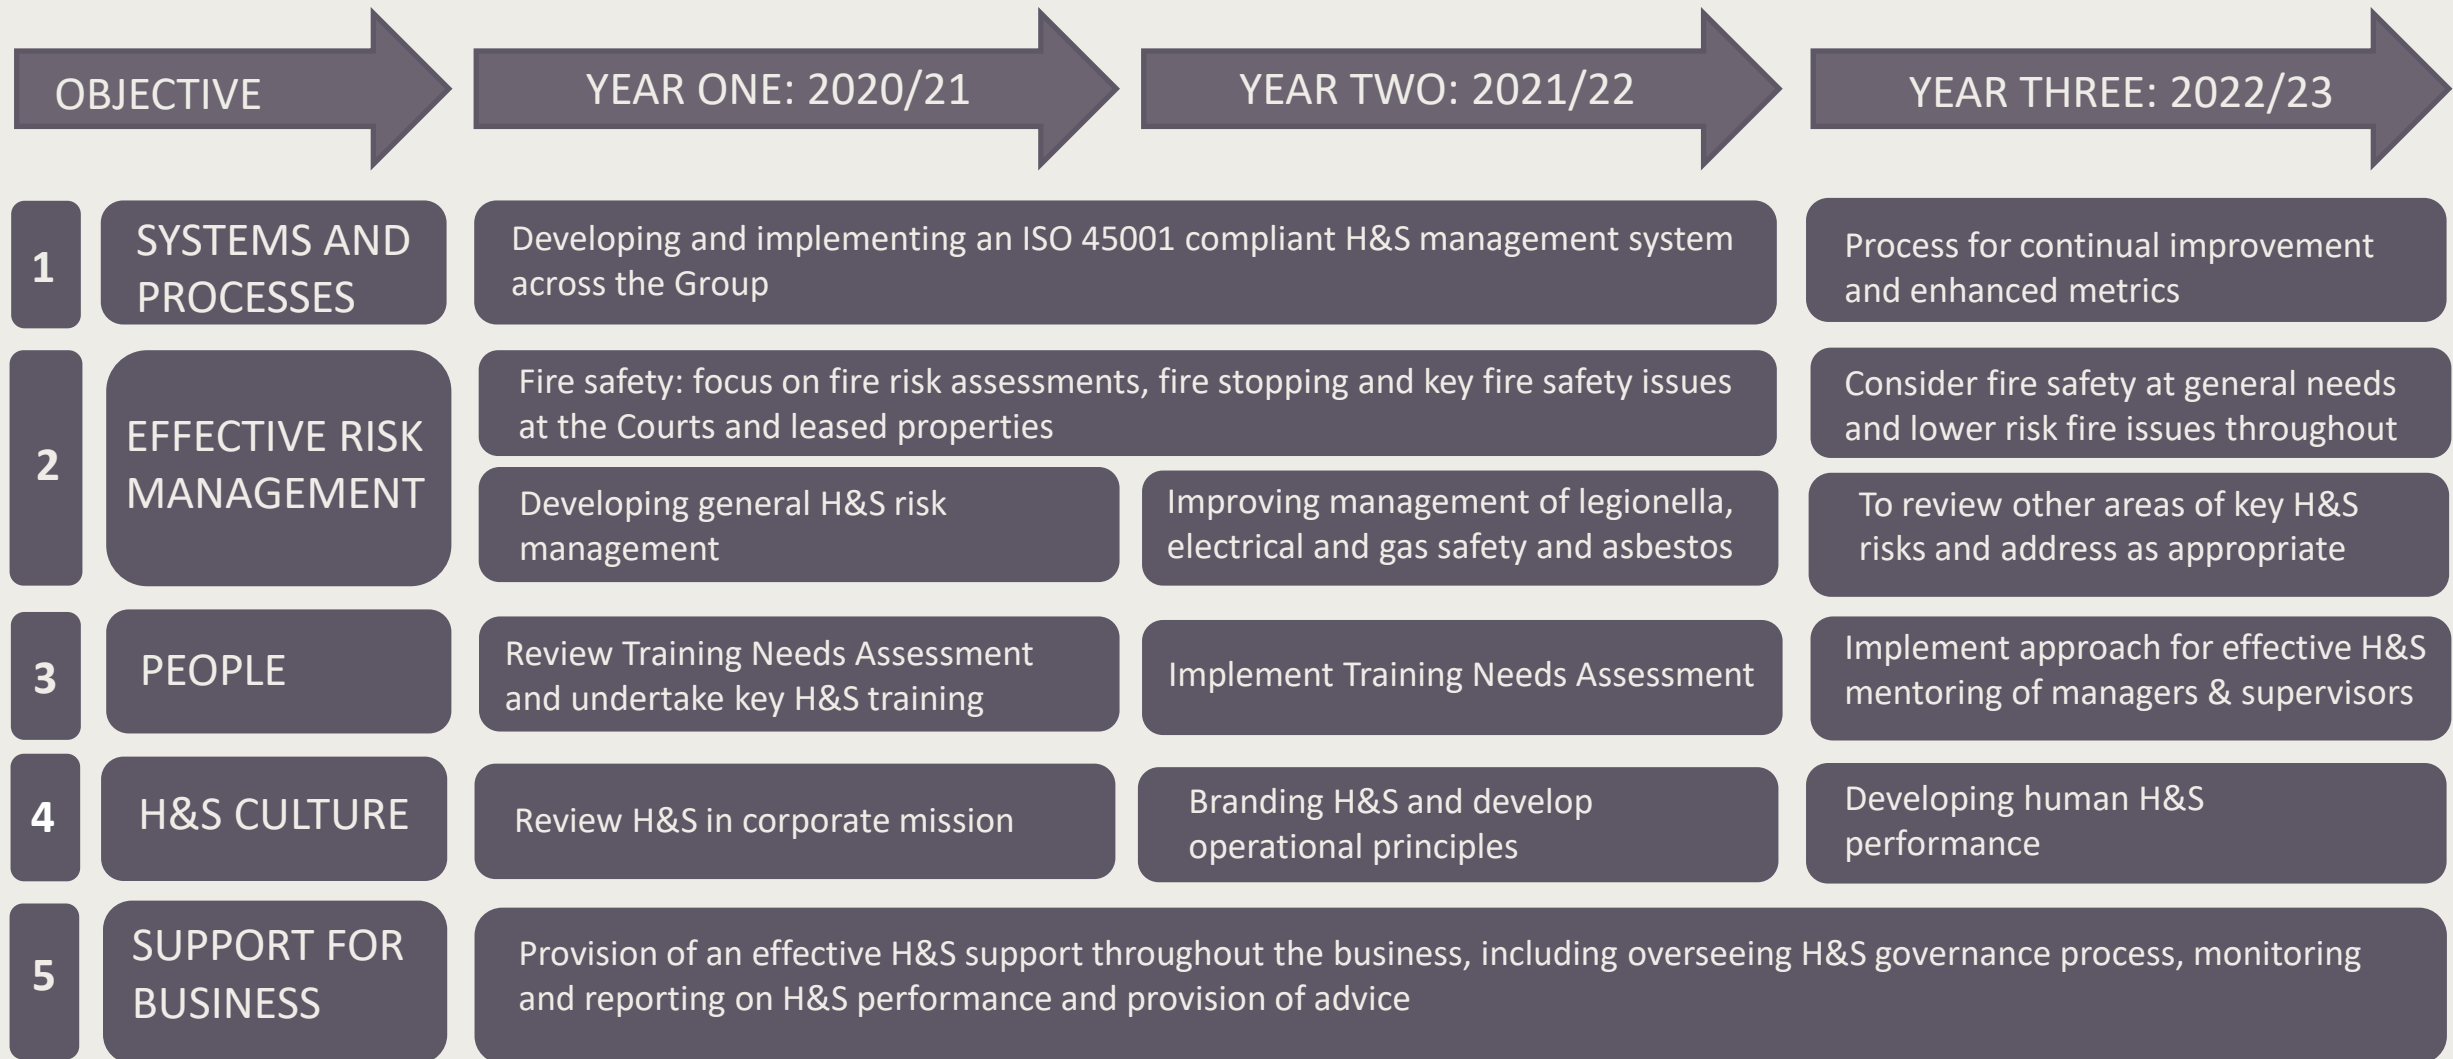 OBJECTIVE
YEAR ONE: 2020/21
YEAR TWO: 2021/22
YEAR THREE: 2022/23
1
SYSTEMS AND
PROCESSES
Developing and implementing an ISO 45001 compliant H&S management system
across the Group
Process for continual improvement
and enhanced metrics
2
EFFECTIVE RISK
MANAGEMENT
Fire safety: focus on fire risk assessments, fire stopping and key fire safety issues
at the Courts and leased properties
Consider fire safety at general needs
and lower risk fire issues throughout
Developing general H&S risk
management
Improving management of legionella,
electrical and gas safety and asbestos
To review other areas of key H&S
risks and address as appropriate
3
PEOPLE
Review Training Needs Assessment
and undertake key H&S training
Implement Training Needs Assessment
Implement approach for effective H&S
mentoring of managers & supervisors
4
H&S CULTURE
Review H&S in corporate mission
Branding H&S and develop
operational principles
Developing human H&S
performance
5
SUPPORT FOR
BUSINESS
Provision of an effective H&S support throughout the business, including overseeing H&S governance process, monitoring
and reporting on H&S performance and provision of advice